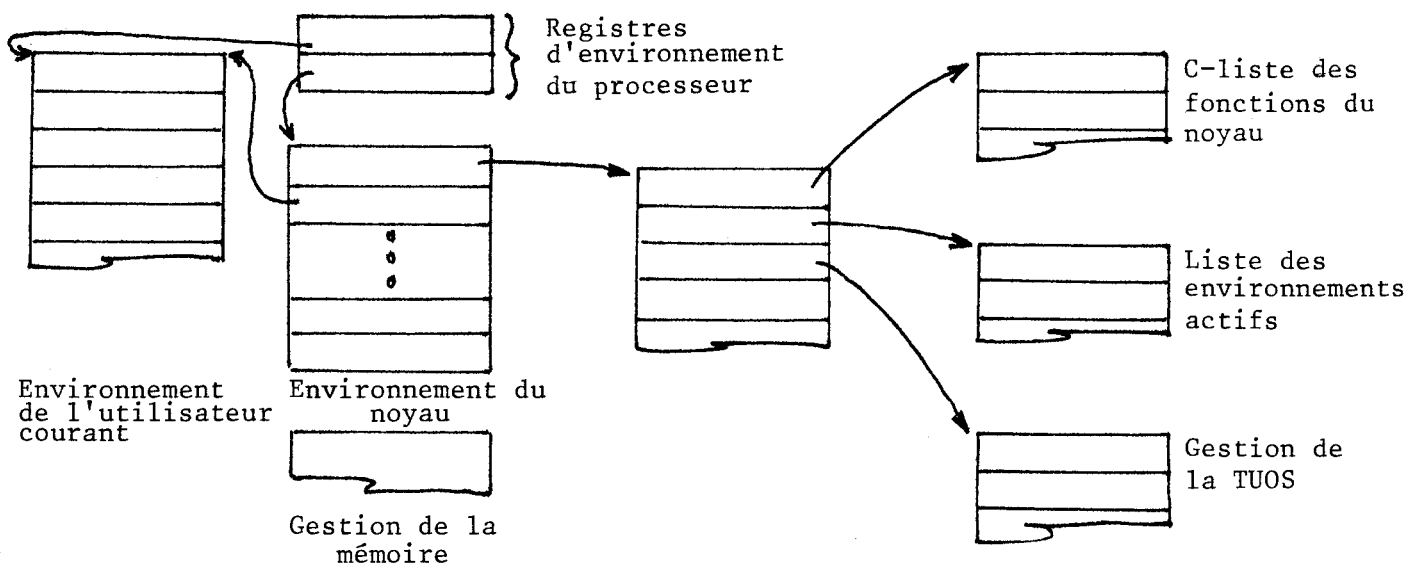 Registres
d'environnement
du processeur
C-liste des
fonctions du
noyau
Liste des
environnements
actifs
Environnement
de l'utilisateur
courant
Environnement du
noyau
Gestion de
la TUOS
Gestion de la
mémoire